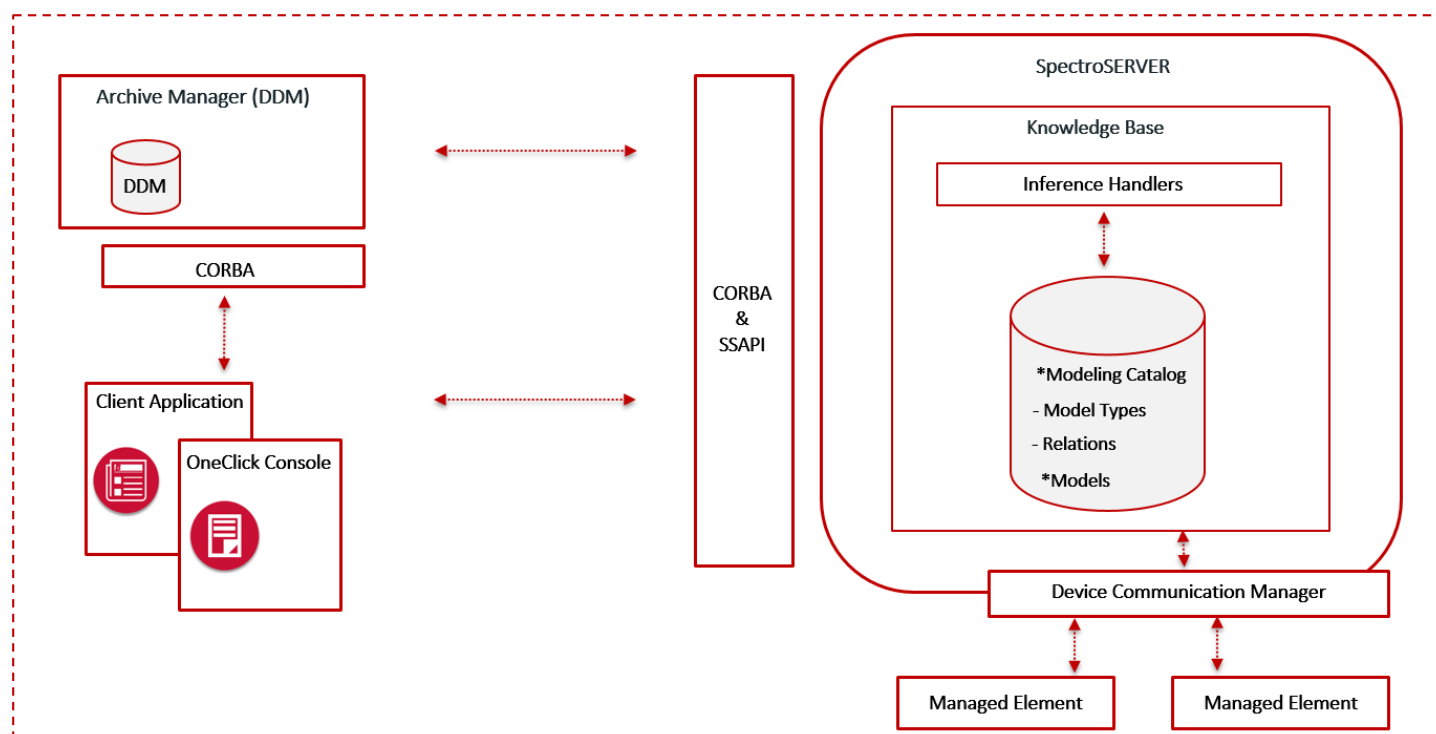 Archive Manager (DDM)
DDM
CORBA
Client Application
OneClick Console
CORBA
&
SSAPI
SpectroSERVER
Knowledge Base
Inference Handlers
*Modeling Catalog
- Model Types
- Relations
*Models
Device Communication Manager
Managed Element
Managed Element